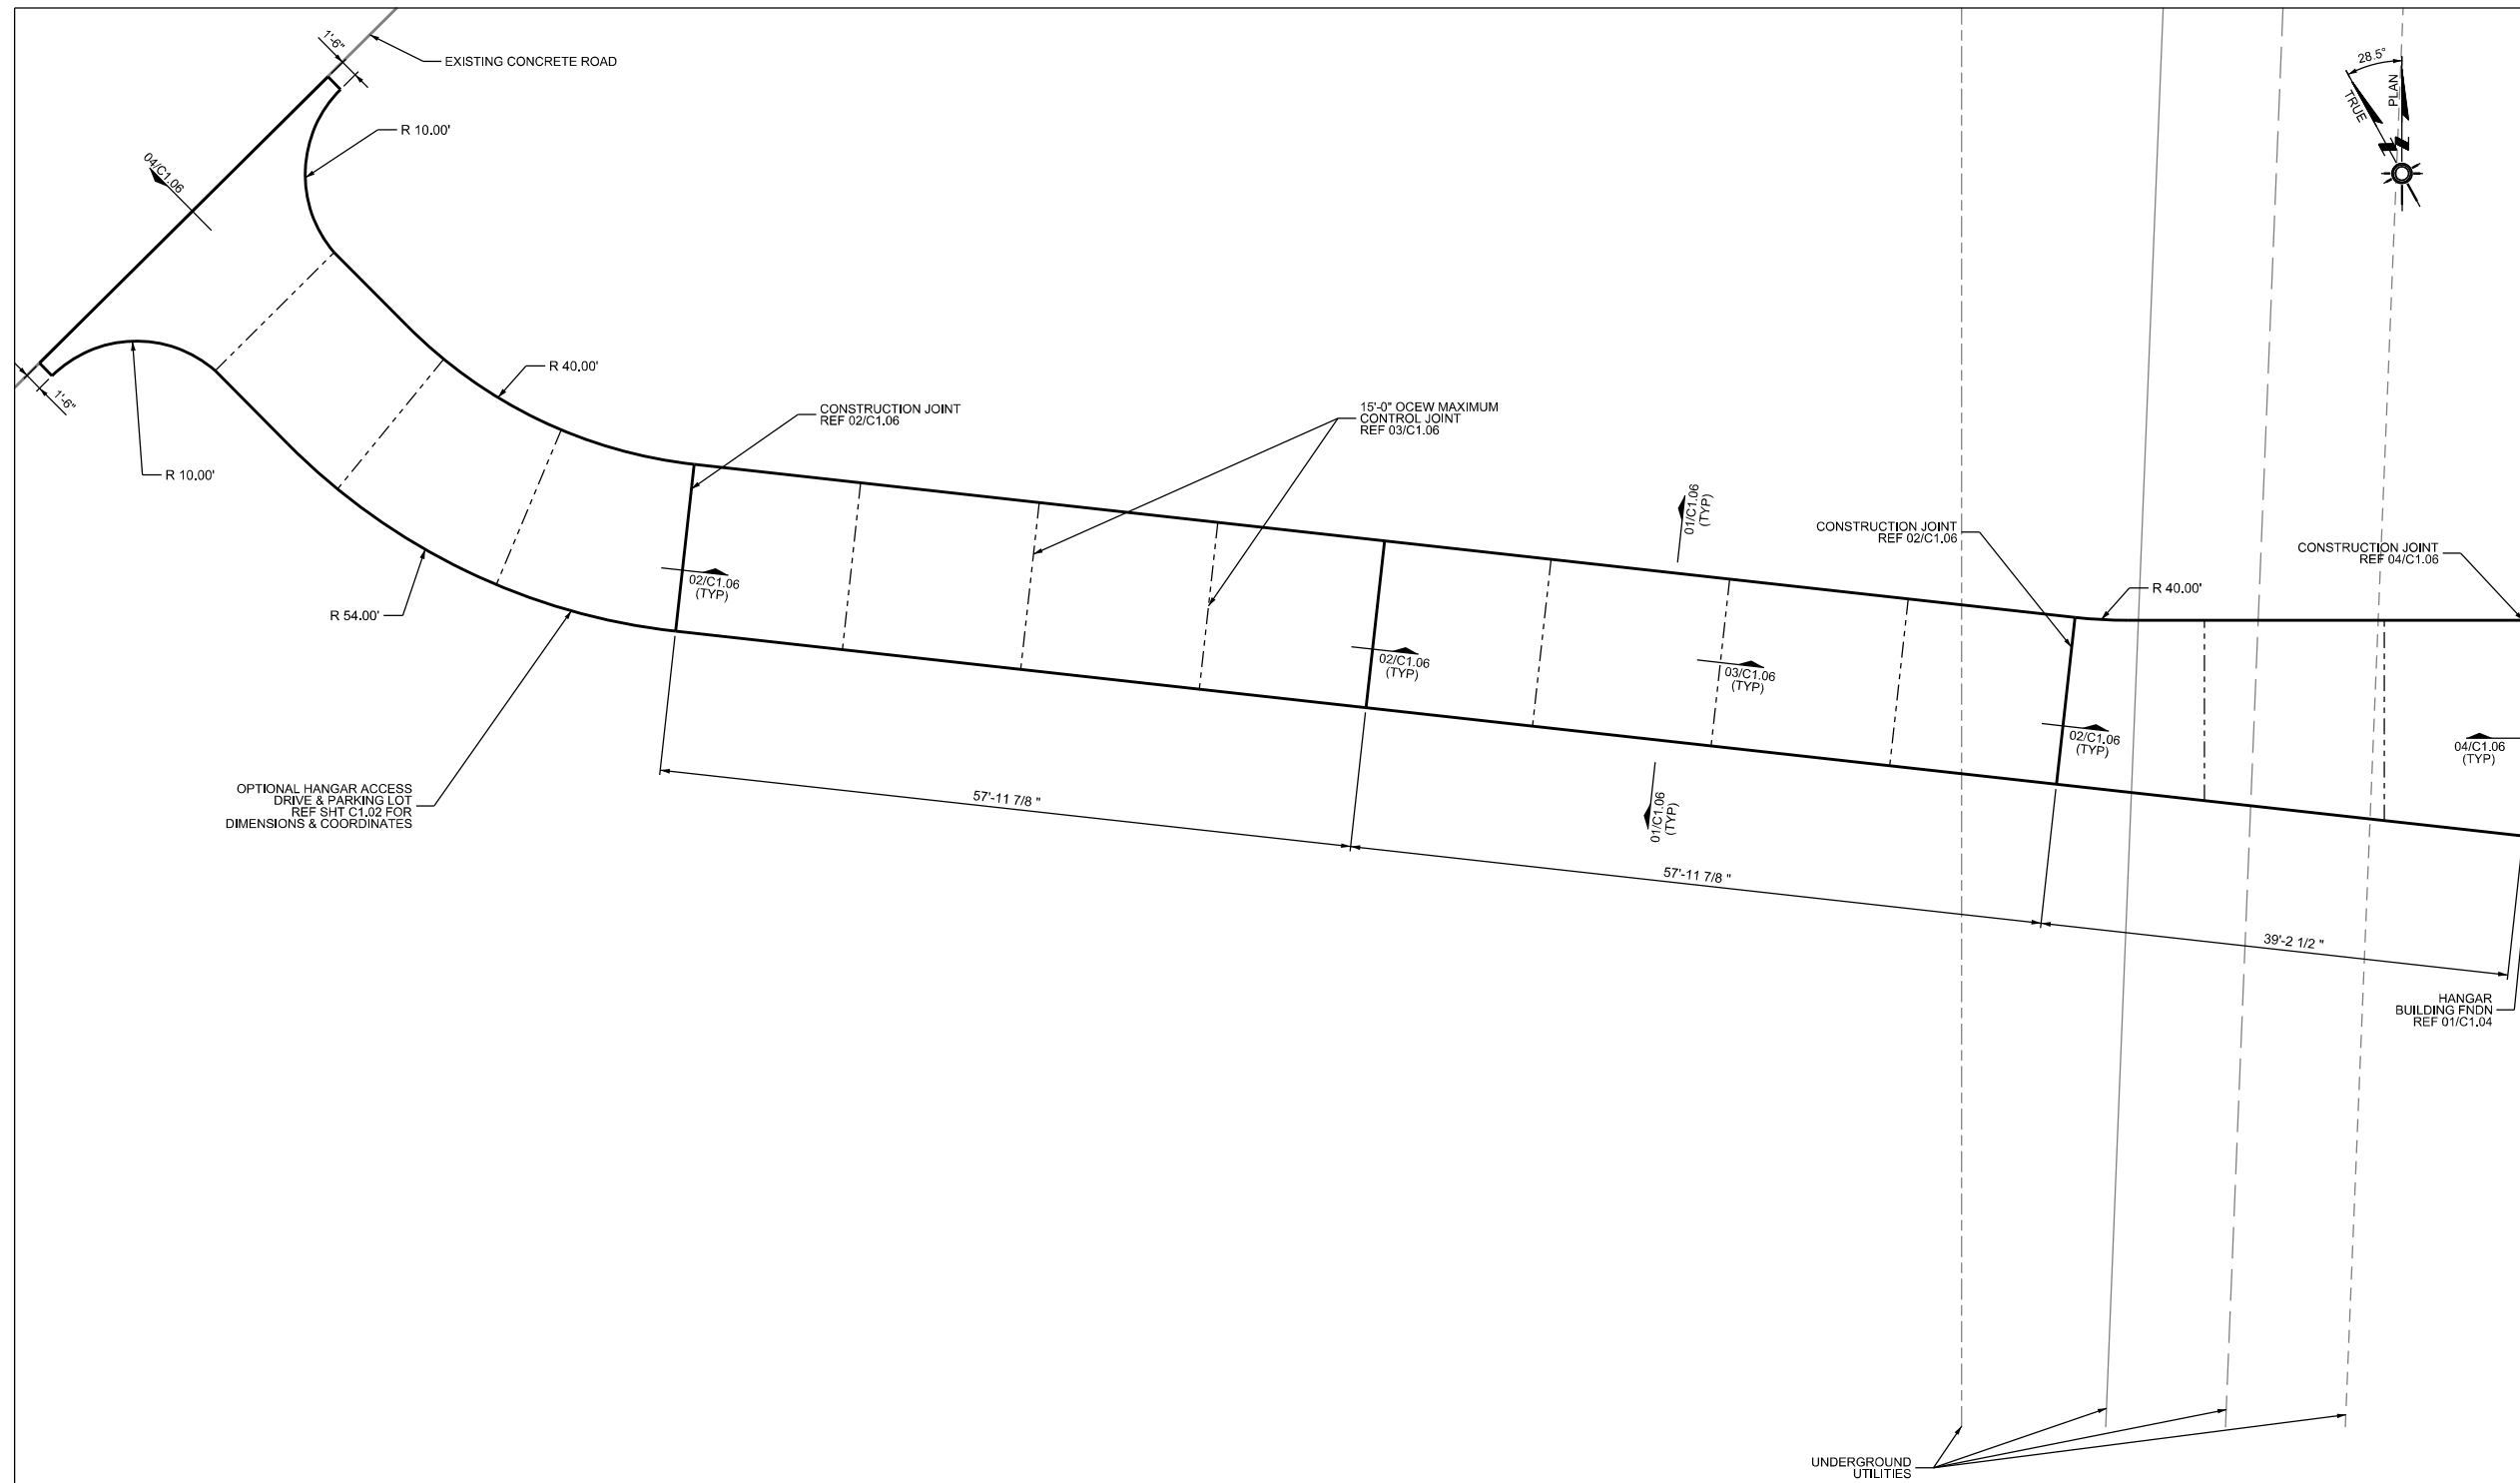 1'-6"
EXISTING CONCRETE ROAD
28.5°
TRUE
PLAN
N
R 10.00'
04/C1.06
R 40.00'
1'-6"
CONSTRUCTION JOINT
REF 02/C1.06
15'-0" OCEW MAXIMUM
CONTROL JOINT
REF 03/C1.06
R 10.00'
01/C1.06
(TYP)
CONSTRUCTION JOINT
REF 02/C1.06
CONSTRUCTION JOINT
REF 04/C1.06
02/C1.06
(TYP)
R 40.00'
R 54.00'
02/C1.06
(TYP)
03/C1.06
(TYP)
02/C1.06
(TYP)
04/C1.06
(TYP)
OPTIONAL HANGAR ACCESS
DRIVE & PARKING LOT
REF SHT C1.02 FOR
DIMENSIONS & COORDINATES
57'-11 7/8 "
01/C1.06
(TYP)
57'-11 7/8 "
39'-2 1/2 "
HANGAR
BUILDING FNDN
REF 01/C1.04
UNDERGROUND
UTILITIES